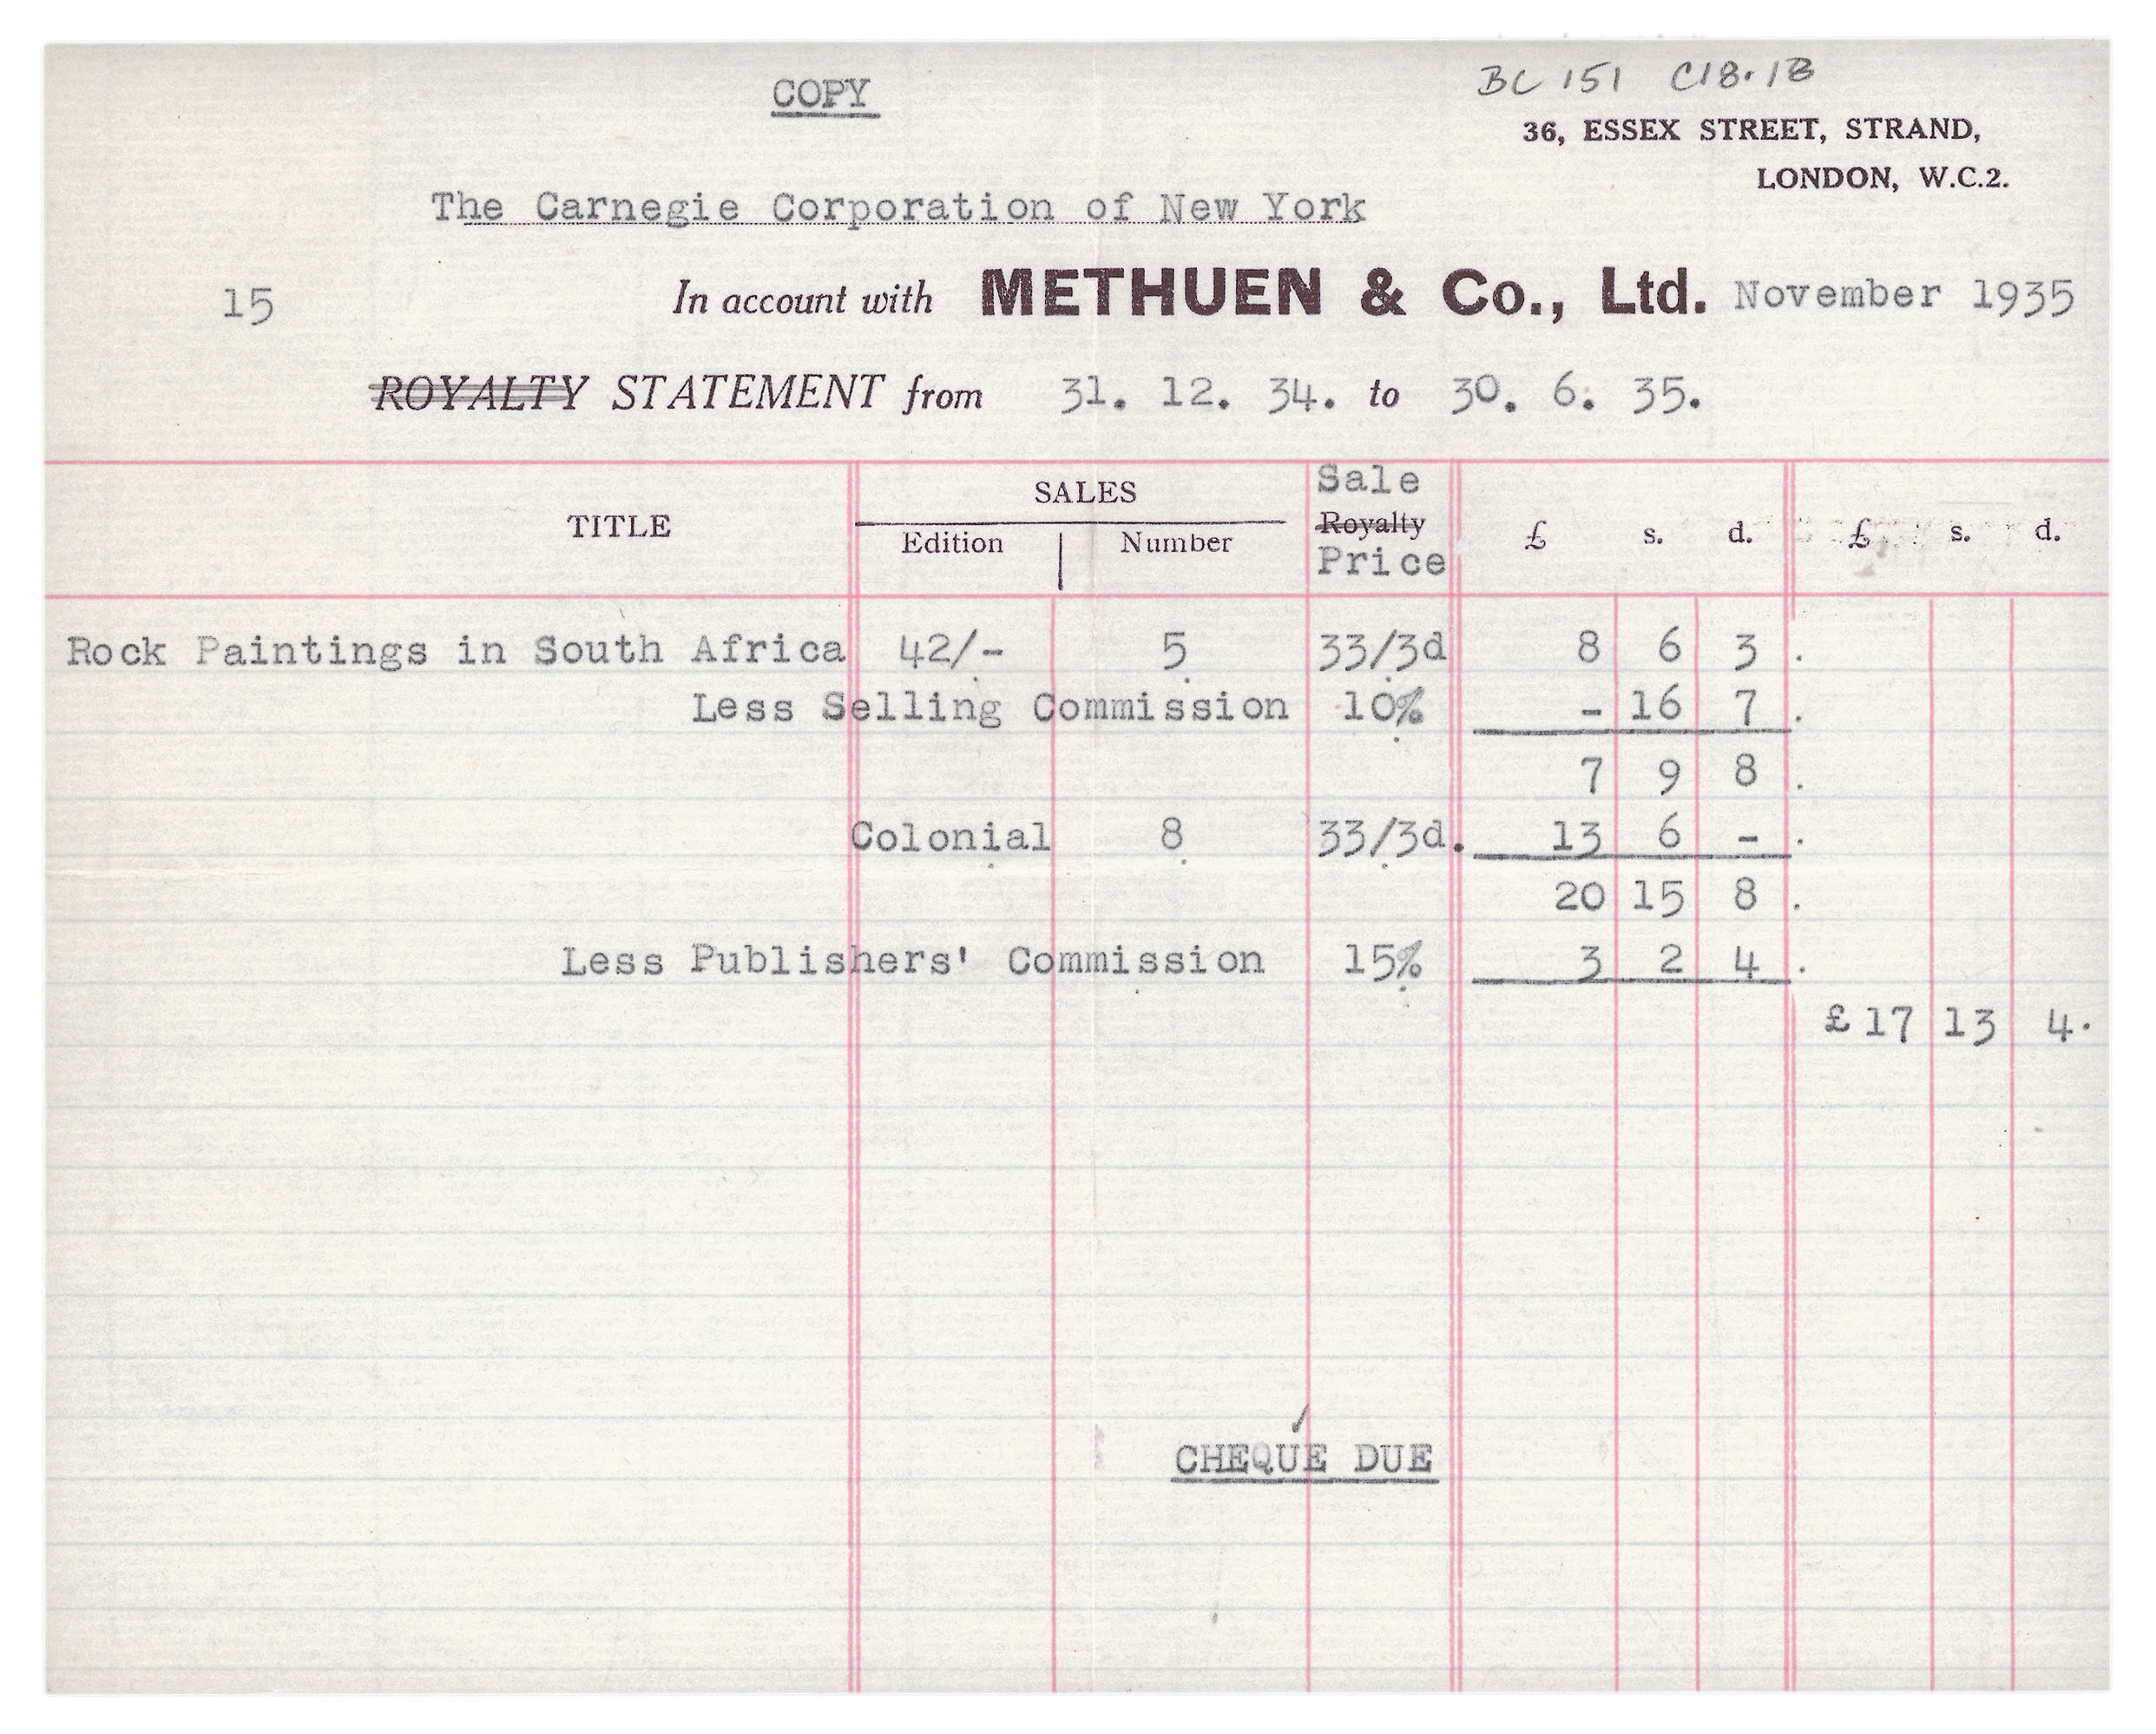 COPY
BC 151 C18.1B
36, ESSEX STREET, STRAND,
LONDON, W.C.2.
The Carnegie Corporation of New York
15 In account with METHUEN & Co., Ltd. November 1935
ROYALTY STATEMENT from 31. 12. 34. to 30. 6. 35.
TITLE SALES Edition Number Sale Royalty Price £ s. d. £ s. d.
Rock Paintings in South Africa 42/- 5 33/3d 8 6 3 .
Less Selling Commission 10% - 16 7 .
7 9 8 .
Colonial 8 33/3d. 13 6 - .
20 15 8 .
Less Publishers' Commission 15% 3 2 4 .
£ 17 13 4.
CHEQUE DUE